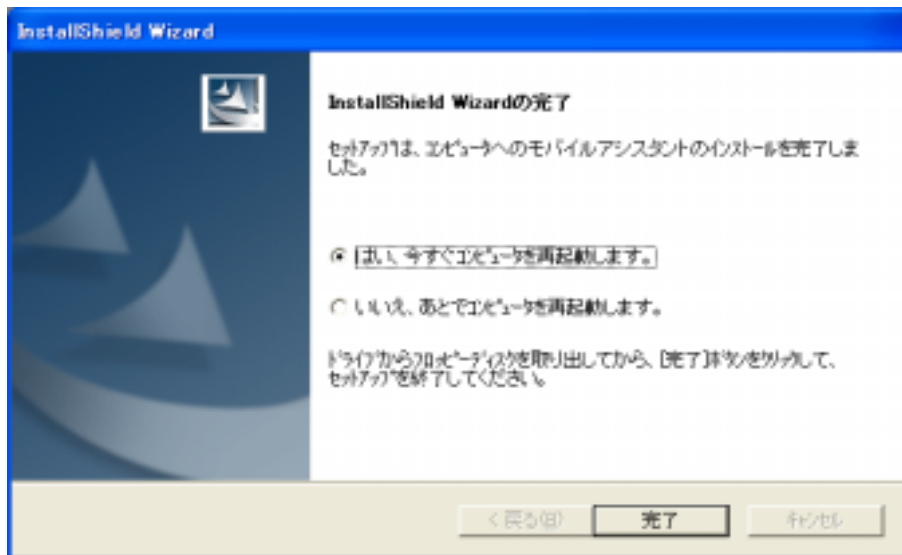 InstallShield Wizard
InstallShield Wizardの完了
ｾｯﾄｱｯﾌﾟは、ｺﾝﾋﾟｭｰﾀへのモバイルアシスタントのｲﾝｽﾄｰﾙを完了しま
した。
はい、今すぐｺﾝﾋﾟｭｰﾀを再起動します。
いいえ、あとでｺﾝﾋﾟｭｰﾀを再起動します。
ﾄﾞﾗｲﾌﾞからﾌﾛｯﾋﾟｰﾃﾞｨｽｸを取り出してから、[完了]ﾎﾞﾀﾝをｸﾘｯｸして、
ｾｯﾄｱｯﾌﾟを終了してください。
< 戻る(B)
完了
ｷｬﾝｾﾙ